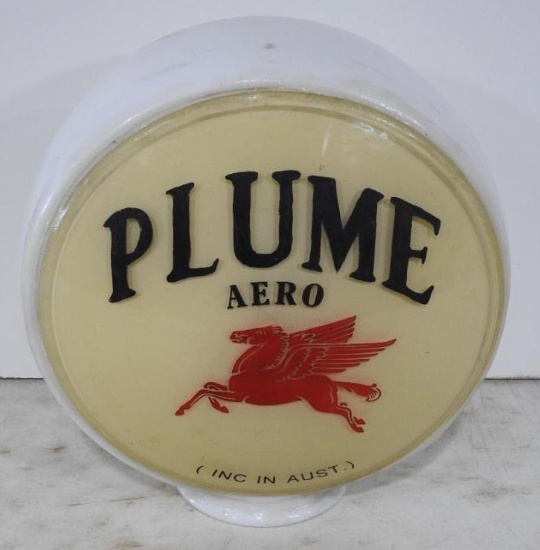 PLUME
AERO
( INC IN AUST.)